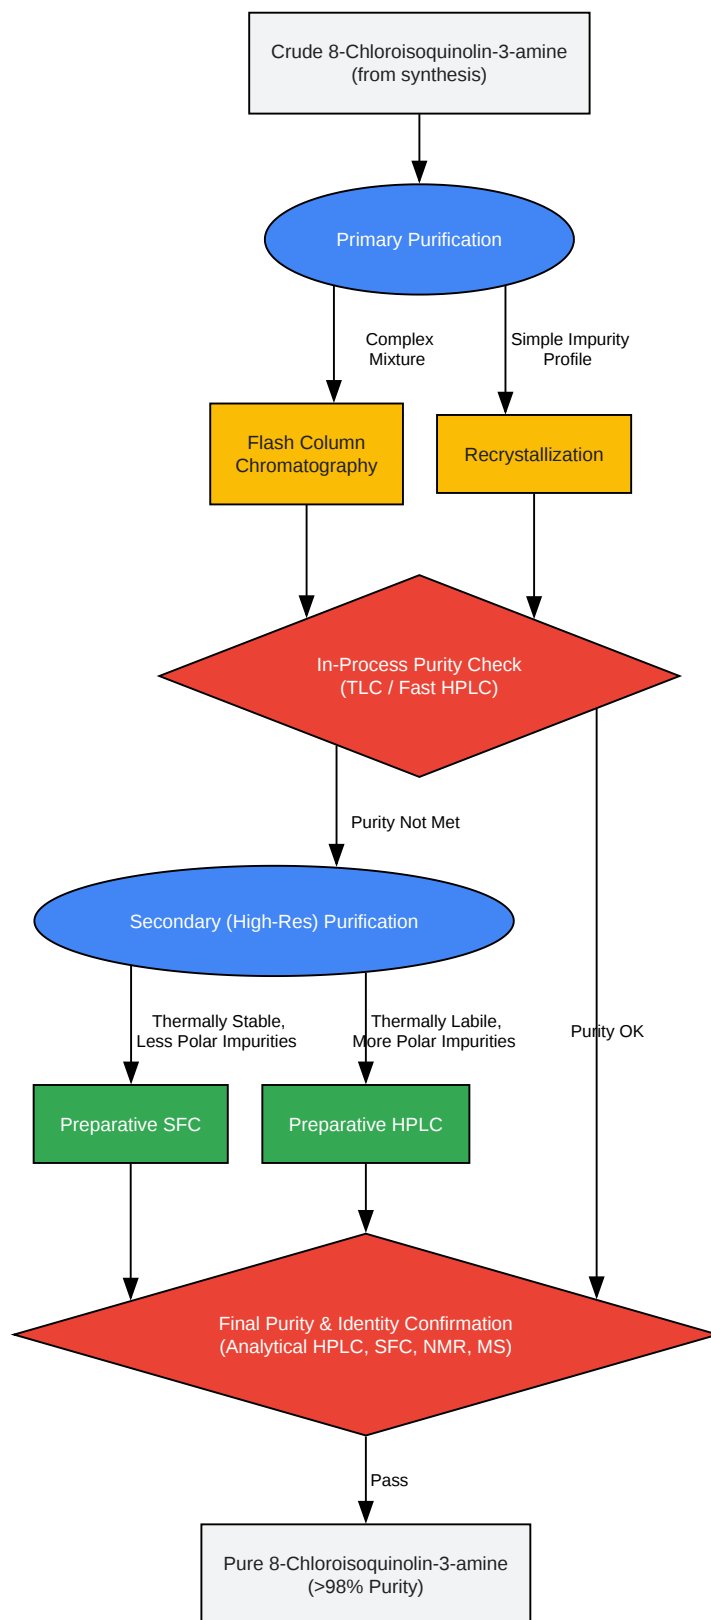 Crude 8-Chloroisoquinolin-3-amine
(from synthesis)
Primary Purification
Complex
Mixture
Simple Impurity
Profile
Flash Column
Chromatography
Recrystallization
In-Process Purity Check
(TLC / Fast HPLC)
Purity Not Met
Secondary (High-Res) Purification
Thermally Stable,
Less Polar Impurities
Thermally Labile,
More Polar Impurities
Purity OK
Preparative SFC
Preparative HPLC
Final Purity & Identity Confirmation
(Analytical HPLC, SFC, NMR, MS)
Pass
Pure 8-Chloroisoquinolin-3-amine
(>98% Purity)